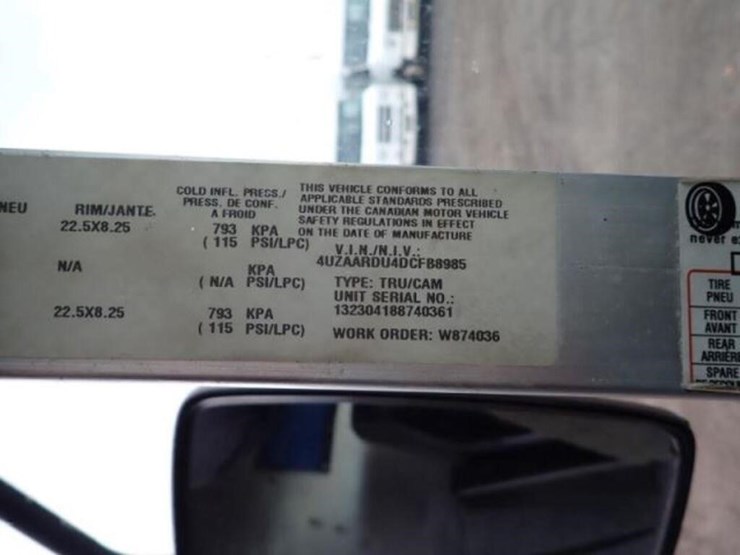 NEU
RIM/JANTE
22.5X8.25
N/A
22.5X8.25
COLD INFL. PRESS./
PRESS. DE CONF.
A FROID
793 KPA
( 115 PSI/LPC)
KPA
( N/A PSI/LPC)
793 KPA
( 115 PSI/LPC)
THIS VEHICLE CONFORMS TO ALL
APPLICABLE STANDARDS PRESCRIBED
UNDER THE CANADIAN MOTOR VEHICLE
SAFETY REGULATIONS IN EFFECT
ON THE DATE OF MANUFACTURE
V.I.N./N.I.V.:
4UZAARDU4DCFB8985
TYPE: TRU/CAM
UNIT SERIAL NO.:
132304188740361
WORK ORDER: W874036
never
TIRE
PNEU
FRONT
AVANT
REAR
ARRIERE
SPARE